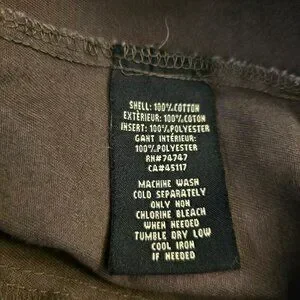 SHELL: 100% COTTON
EXTÉRIEUR: 100% COTON
INSERT: 100% POLYESTER
GANT INTÉRIEUR:
100% POLYESTER
RN# 74747
CA# 45117
MACHINE WASH
COLD SEPARATELY
ONLY NON
CHLORINE BLEACH
WHEN NEEDED
TUMBLE DRY LOW
COOL IRON
IF NEEDED